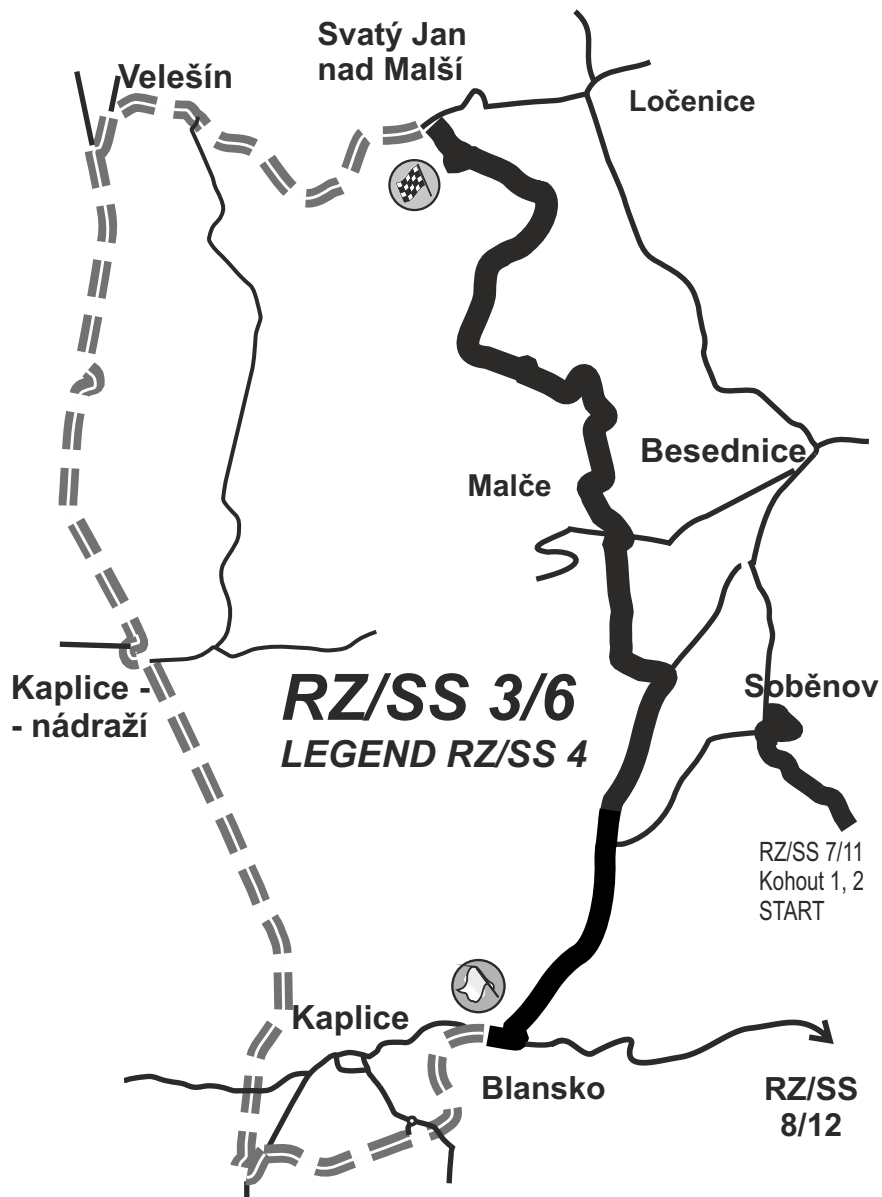 Svatý Jan
nad Malší
Velešín
Ločenice
Besednice
Malče
Kaplice -
- nádraží
RZ/SS 3/6
LEGEND RZ/SS 4
Soběnov
RZ/SS 7/11
Kohout 1, 2
START
Kaplice
Blansko
RZ/SS
8/12